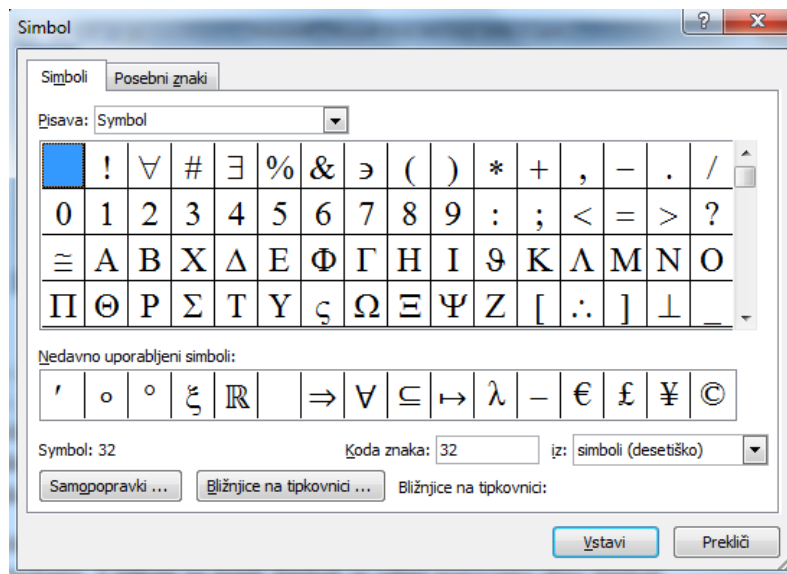 Simbol
Simboli Posebni znaki
Pisava: Symbol
! ∀ # ∃ % & ∍ ( ) ∗ + , − . /
0 1 2 3 4 5 6 7 8 9 : ; < = > ?
≅ Α Β Χ Δ Ε Φ Γ Η Ι ϑ Κ Λ Μ Ν Ο
Π Θ Ρ Σ Τ Υ ς Ω Ξ Ψ Ζ [ ∴ ] ⊥ _
Nedavno uporabljeni simboli:
′ ∘ ° ξ ℝ ⇒ ∀ ⊆ ↦ λ – € £ ¥ ©
Symbol: 32 Koda znaka: 32 iz: simboli (desetiško)
Samopopravki ... Bližnjice na tipkovnici ... Bližnjice na tipkovnici:
Vstavi Prekliči